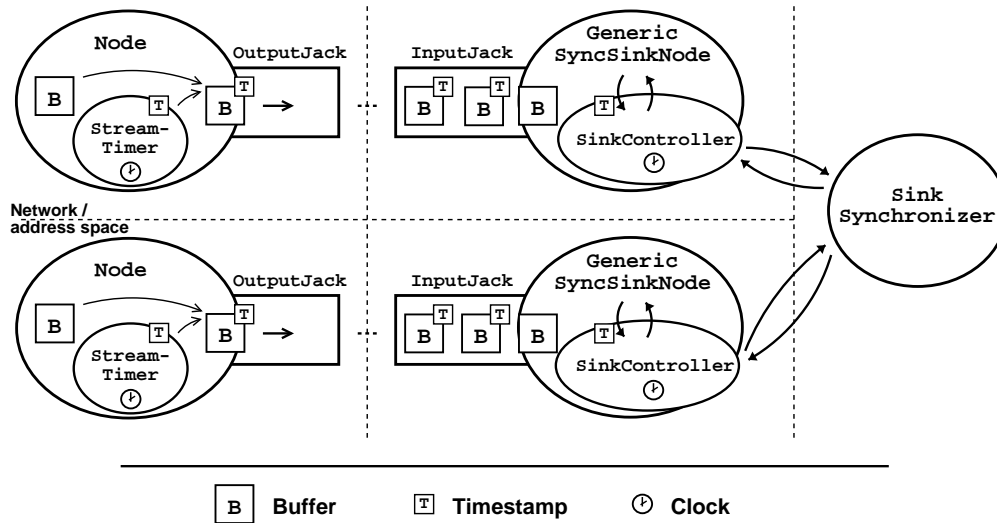 Node
OutputJack
B
T
B
T
Stream-
Timer
InputJack
T
B
T
B
B
Generic
SyncSinkNode
T
SinkController
Sink
Synchronizer
Network /
address space
Node
OutputJack
B
T
B
T
Stream-
Timer
InputJack
T
B
T
B
B
Generic
SyncSinkNode
T
SinkController
B Buffer
T Timestamp
Clock